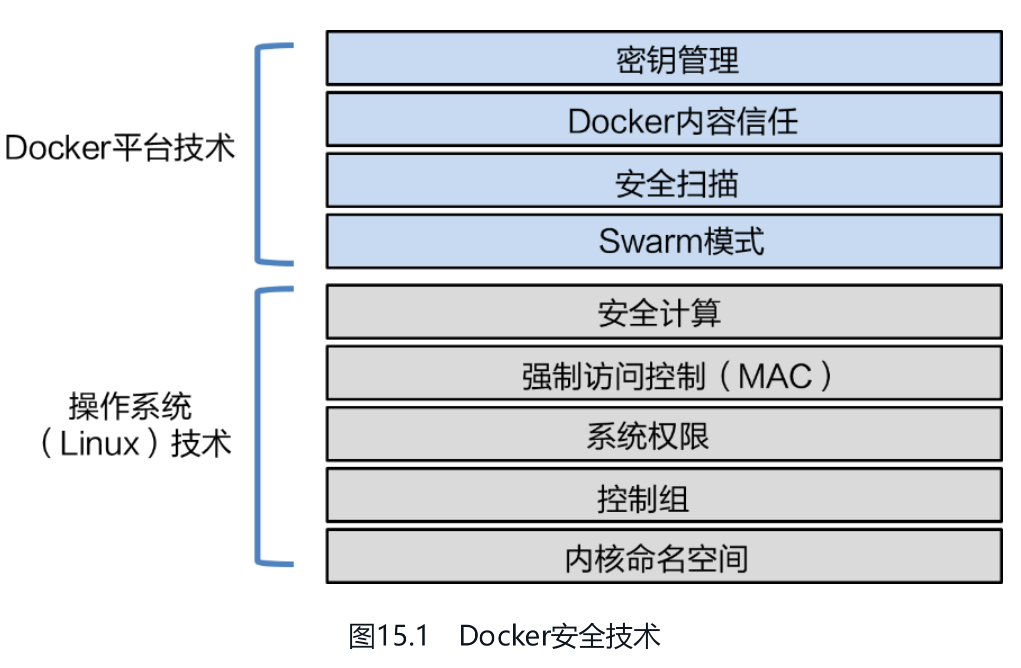 密钥管理
Docker内容信任
安全扫描
Swarm模式
Docker平台技术
安全计算
强制访问控制（MAC）
系统权限
控制组
内核命名空间
操作系统
（Linux）技术
图15.1 Docker安全技术